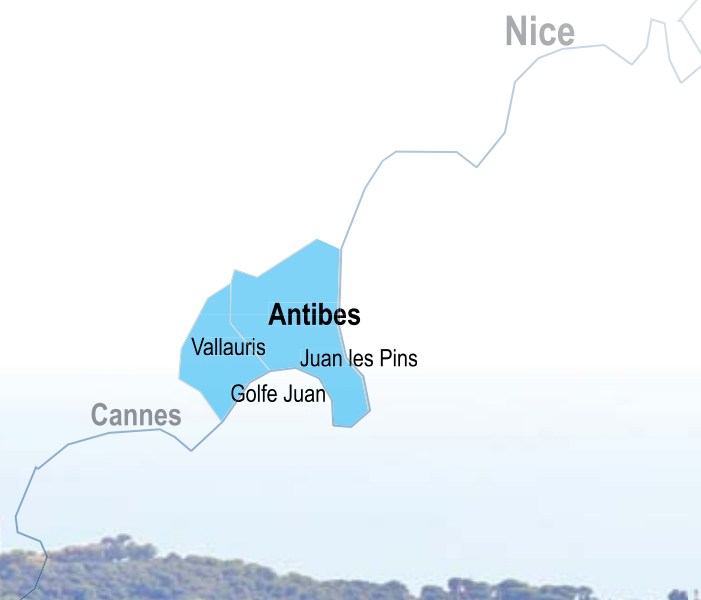 Nice
Antibes
Vallauris
Juan les Pins
Golfe Juan
Cannes